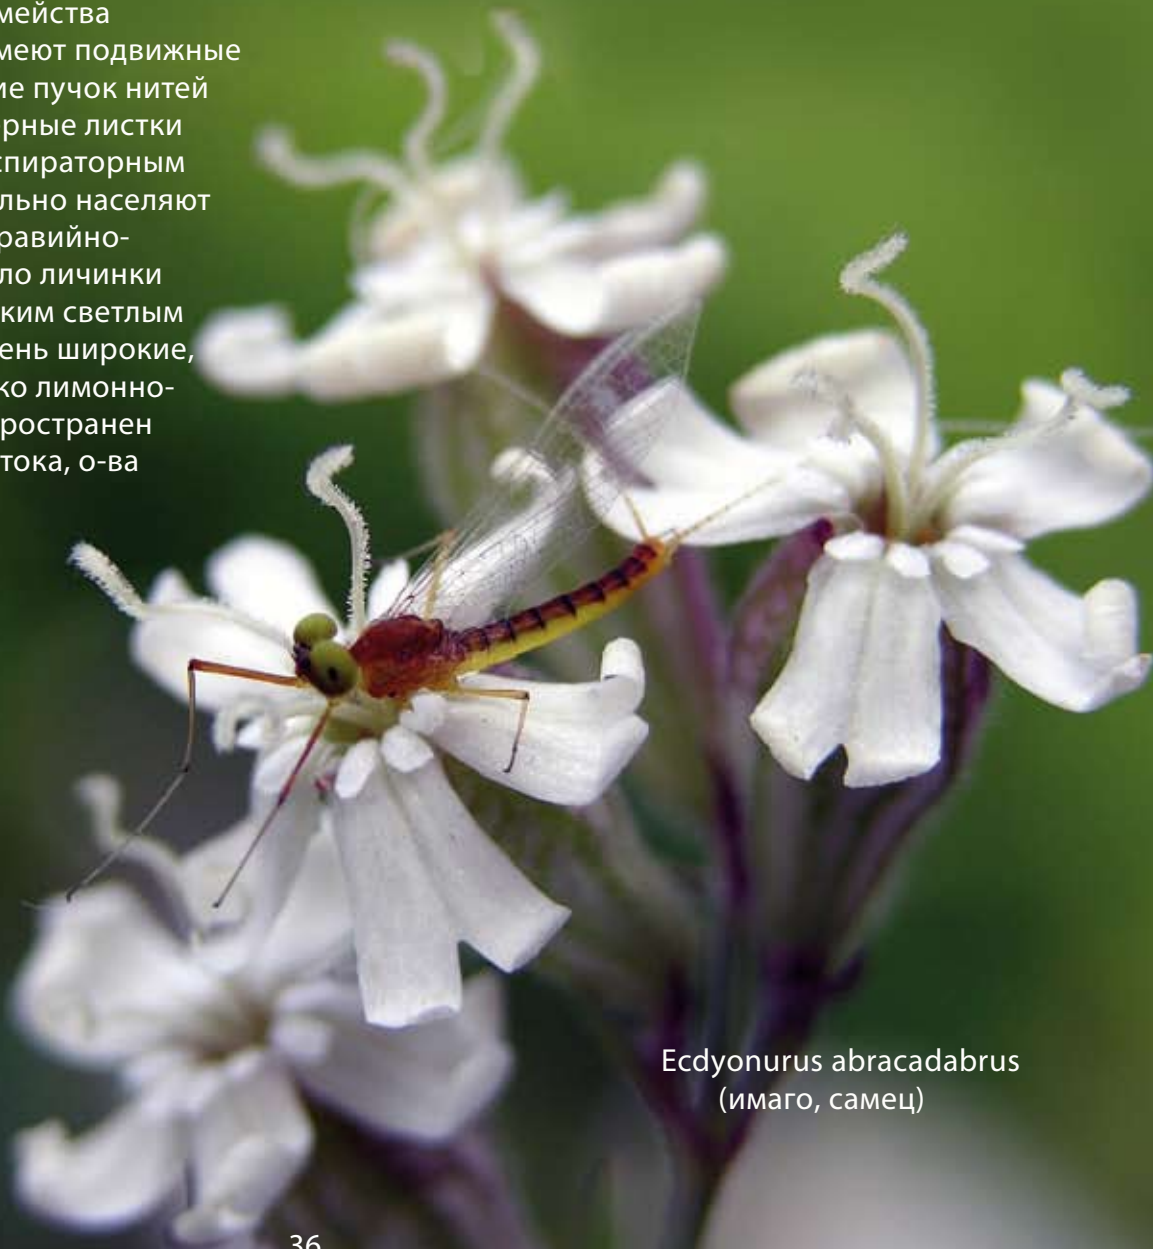 мейства
меют подвижные
ие пучок нитей
рные листки
спираторным
льно населяют
равийно-
ло личинки
ким светлым
ень широкие,
ко лимонно-
ространен
тока, о-ва
Ecdyonurus abracadabrus
(имаго, самец)
36